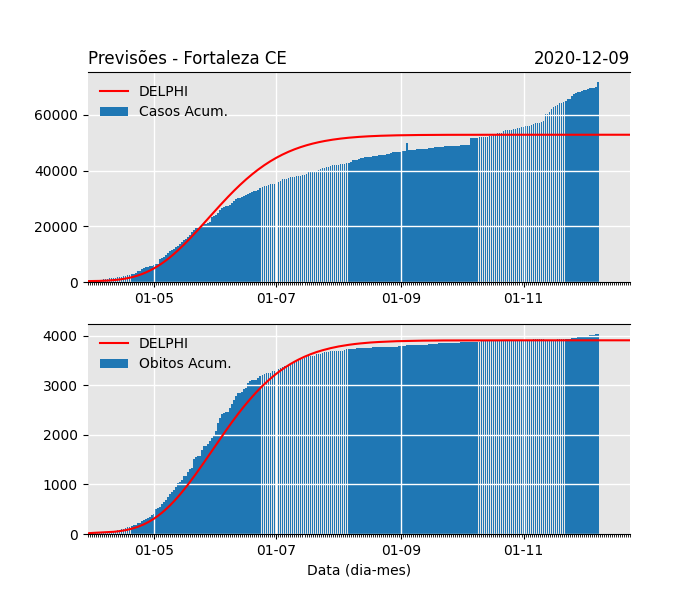 Previsões - Fortaleza CE 2020-12-09
DELPHI
Casos Acum.
60000
40000
20000
0
01-05 01-07 01-09 01-11
DELPHI
Obitos Acum.
4000
3000
2000
1000
0
01-05 01-07 01-09 01-11
Data (dia-mes)